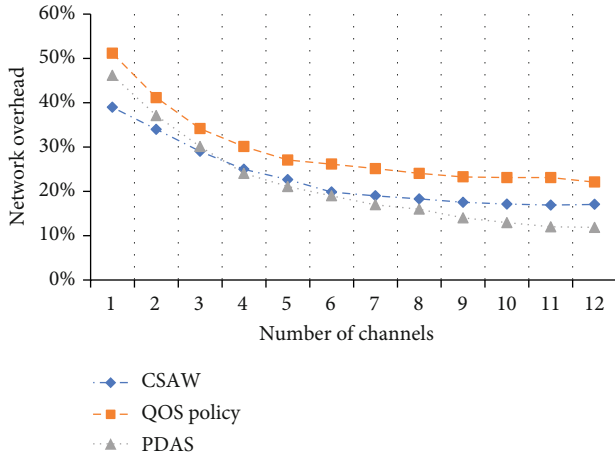 60%
50%
40%
30%
20%
10%
0%
Network overhead
1 2 3 4 5 6 7 8 9 10 11 12
Number of channels
CSAW
QOS policy
PDAS